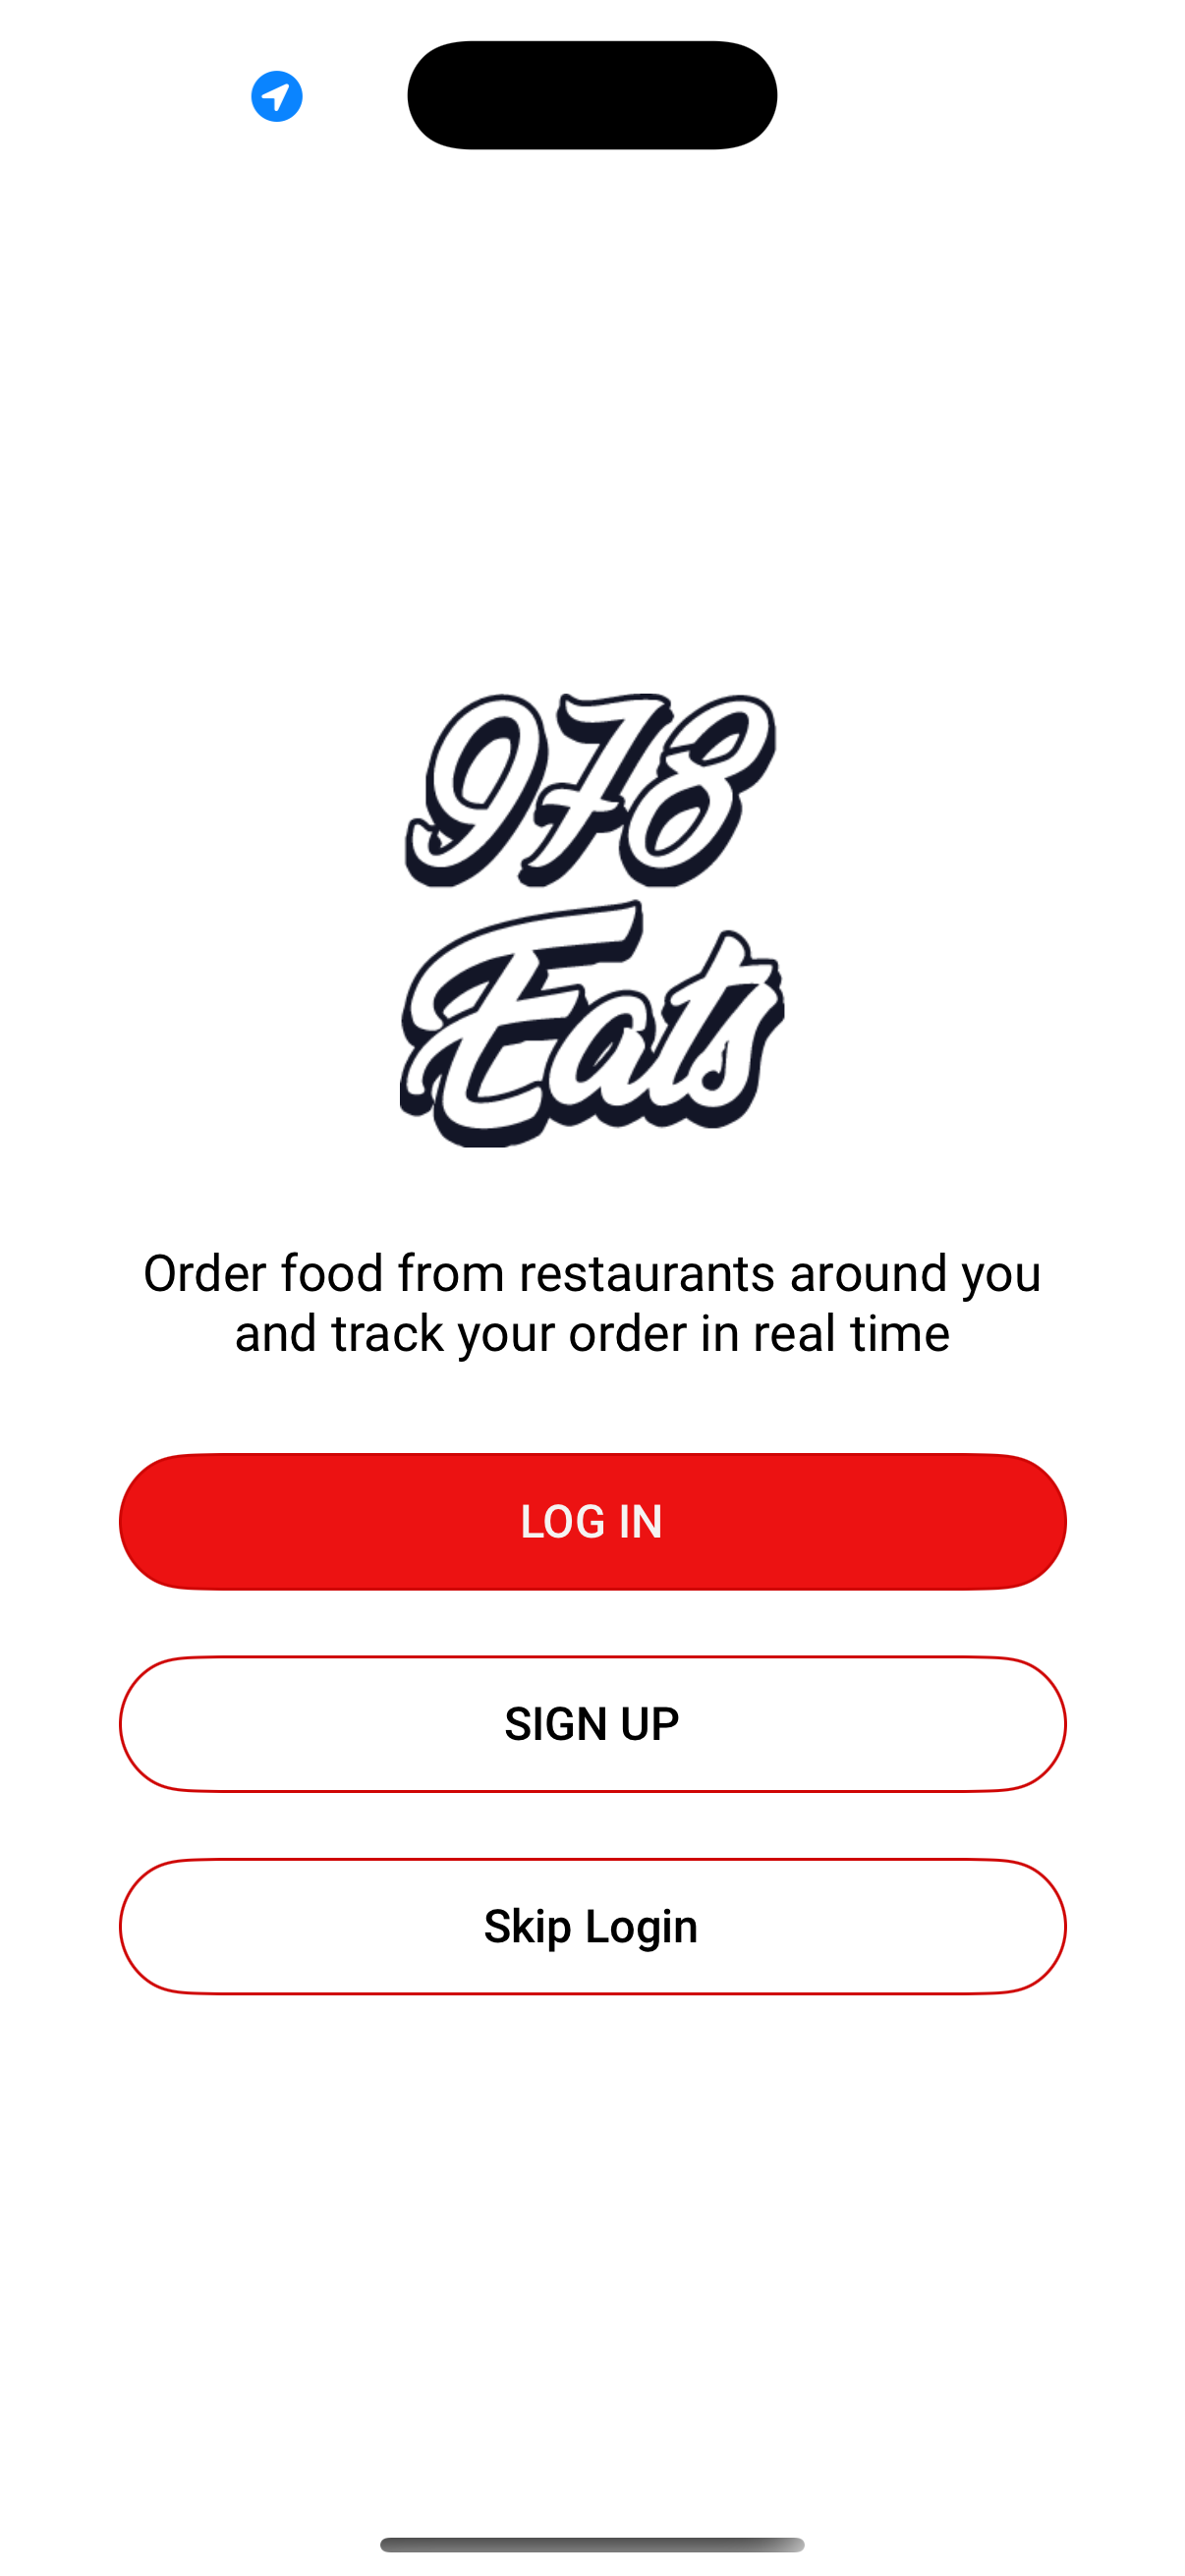 978
Eats
Order food from restaurants around you
and track your order in real time
LOG IN
SIGN UP
Skip Login